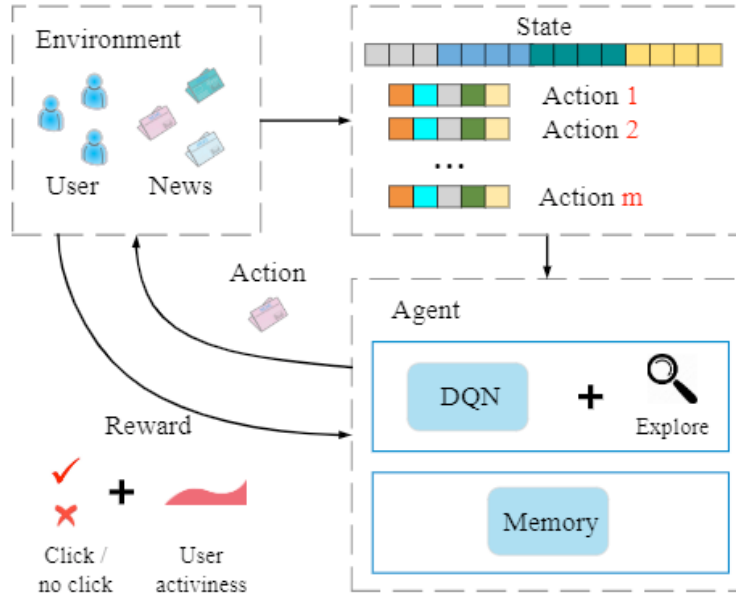 Environment
User
News
State
Action 1
Action 2
...
Action m
Action
Agent
DQN
+
Explore
Memory
Reward
+
Click /
no click
User
activiness